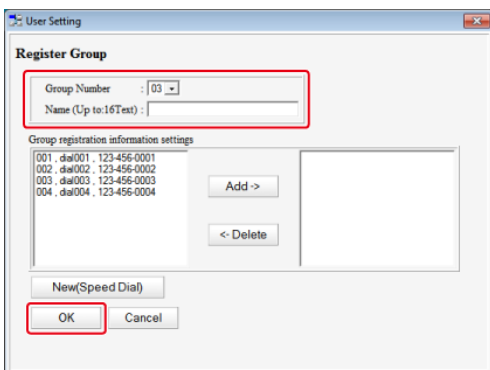 User Setting
Register Group
Group Number : 03
Name (Up to:16Text) :
Group registration information settings
001 , dial001 , 123-456-0001
002 , dial002 , 123-456-0002
003 , dial003 , 123-456-0003
004 , dial004 , 123-456-0004
Add ->
<- Delete
New(Speed Dial)
OK Cancel